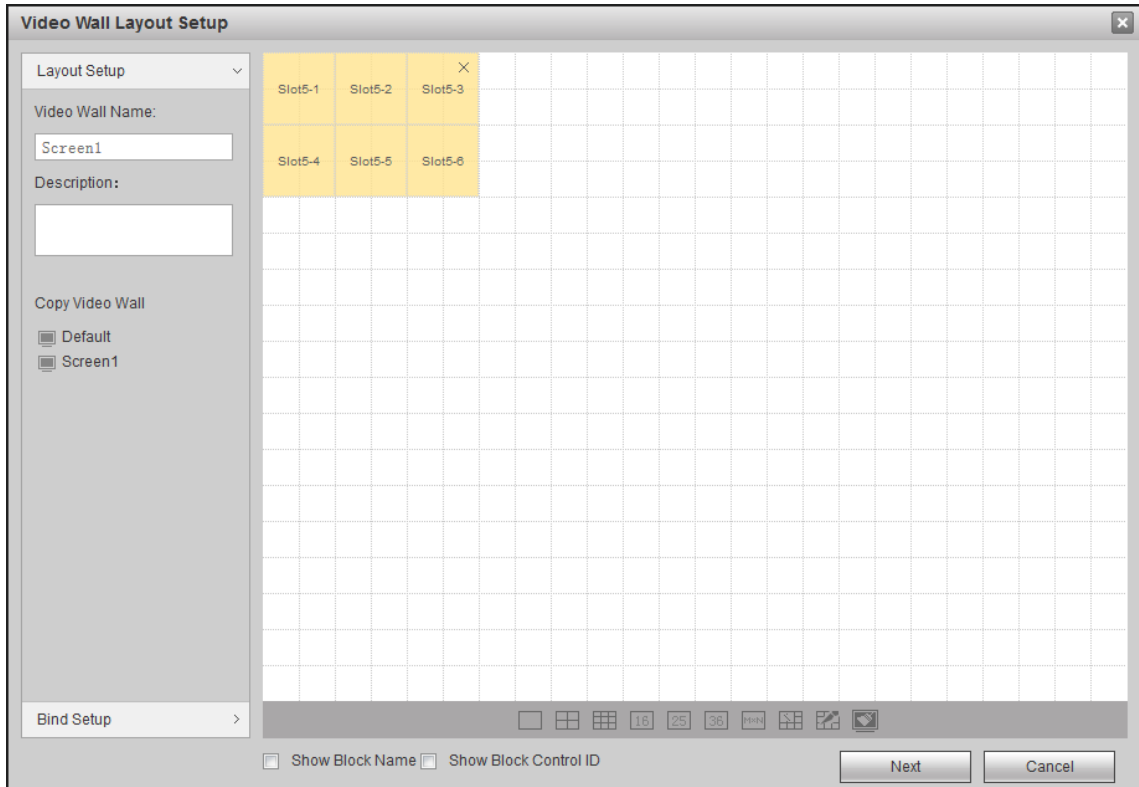 Video Wall Layout Setup
Layout Setup
Video Wall Name:
Screen1
Description:
Copy Video Wall
Default
Screen1
Bind Setup
Slot5-1 Slot5-2 Slot5-3
Slot5-4 Slot5-5 Slot5-6
16 25 36 M×N
Show Block Name Show Block Control ID
Next Cancel